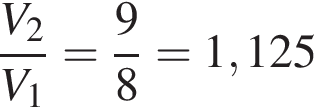 V₂/V₁ = 9/8 = 1,125